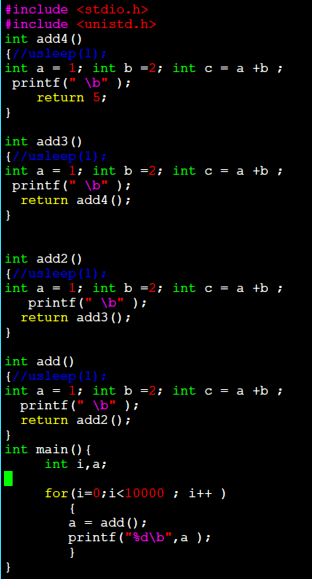 #include <stdio.h>
#include <unistd.h>
int add4()
{//usleep(1);
int a = 1; int b =2; int c = a +b ;
 printf(" \b" );
    return 5;
}

int add3()
{//usleep(1);
int a = 1; int b =2; int c = a +b ;
 printf(" \b" );
  return add4();
}


int add2()
{//usleep(1);
int a = 1; int b =2; int c = a +b ;
   printf(" \b" );
  return add3();
}

int add()
{//usleep(1);
int a = 1; int b =2; int c = a +b ;
  printf(" \b" );
  return add2();
}
int main(){
     int i,a;

     for(i=0;i<10000 ; i++ )
        {
        a = add();
        printf("%d\b",a );
        }
}